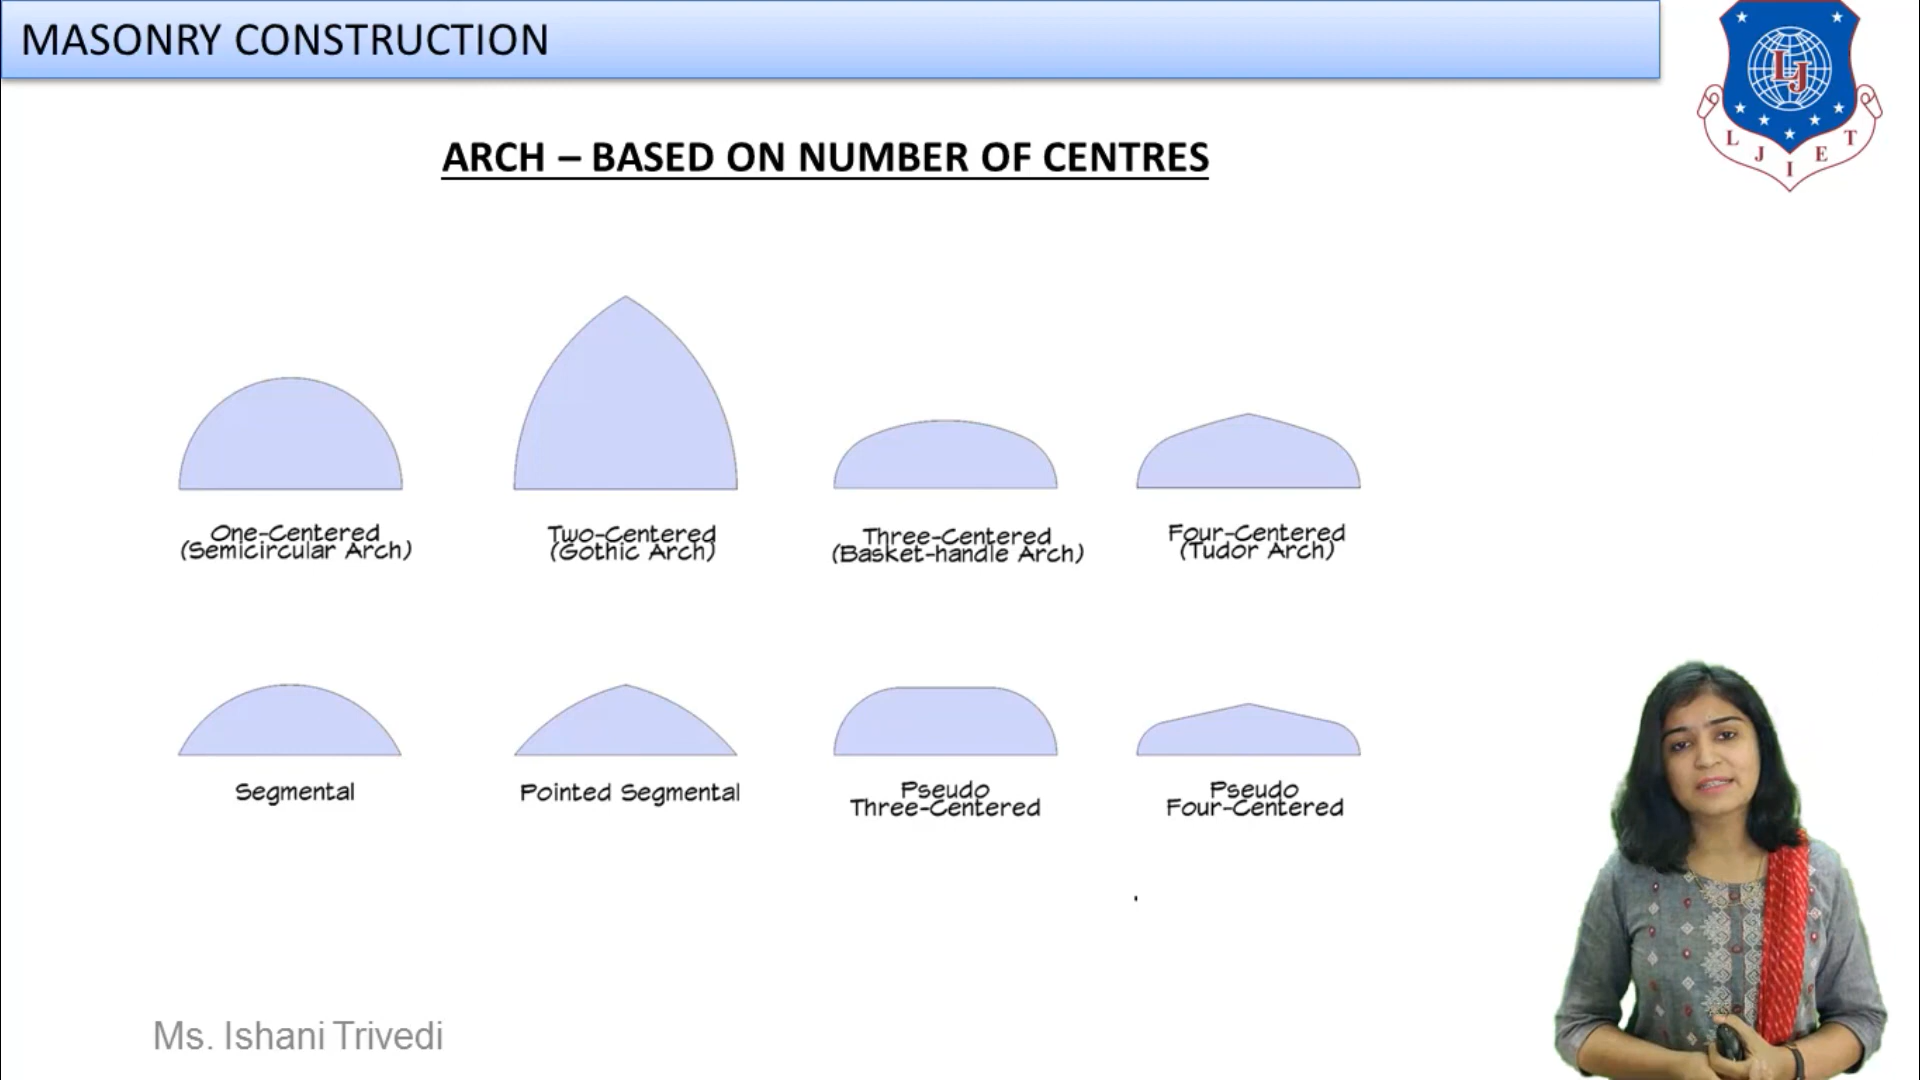 MASONRY CONSTRUCTION
LJ
L J I E T
ARCH – BASED ON NUMBER OF CENTRES
One-Centered
(Semicircular Arch)
Two-Centered
(Gothic Arch)
Three-Centered
(Basket-handle Arch)
Four-Centered
(Tudor Arch)
Segmental
Pointed Segmental
Pseudo
Three-Centered
Pseudo
Four-Centered
Ms. Ishani Trivedi